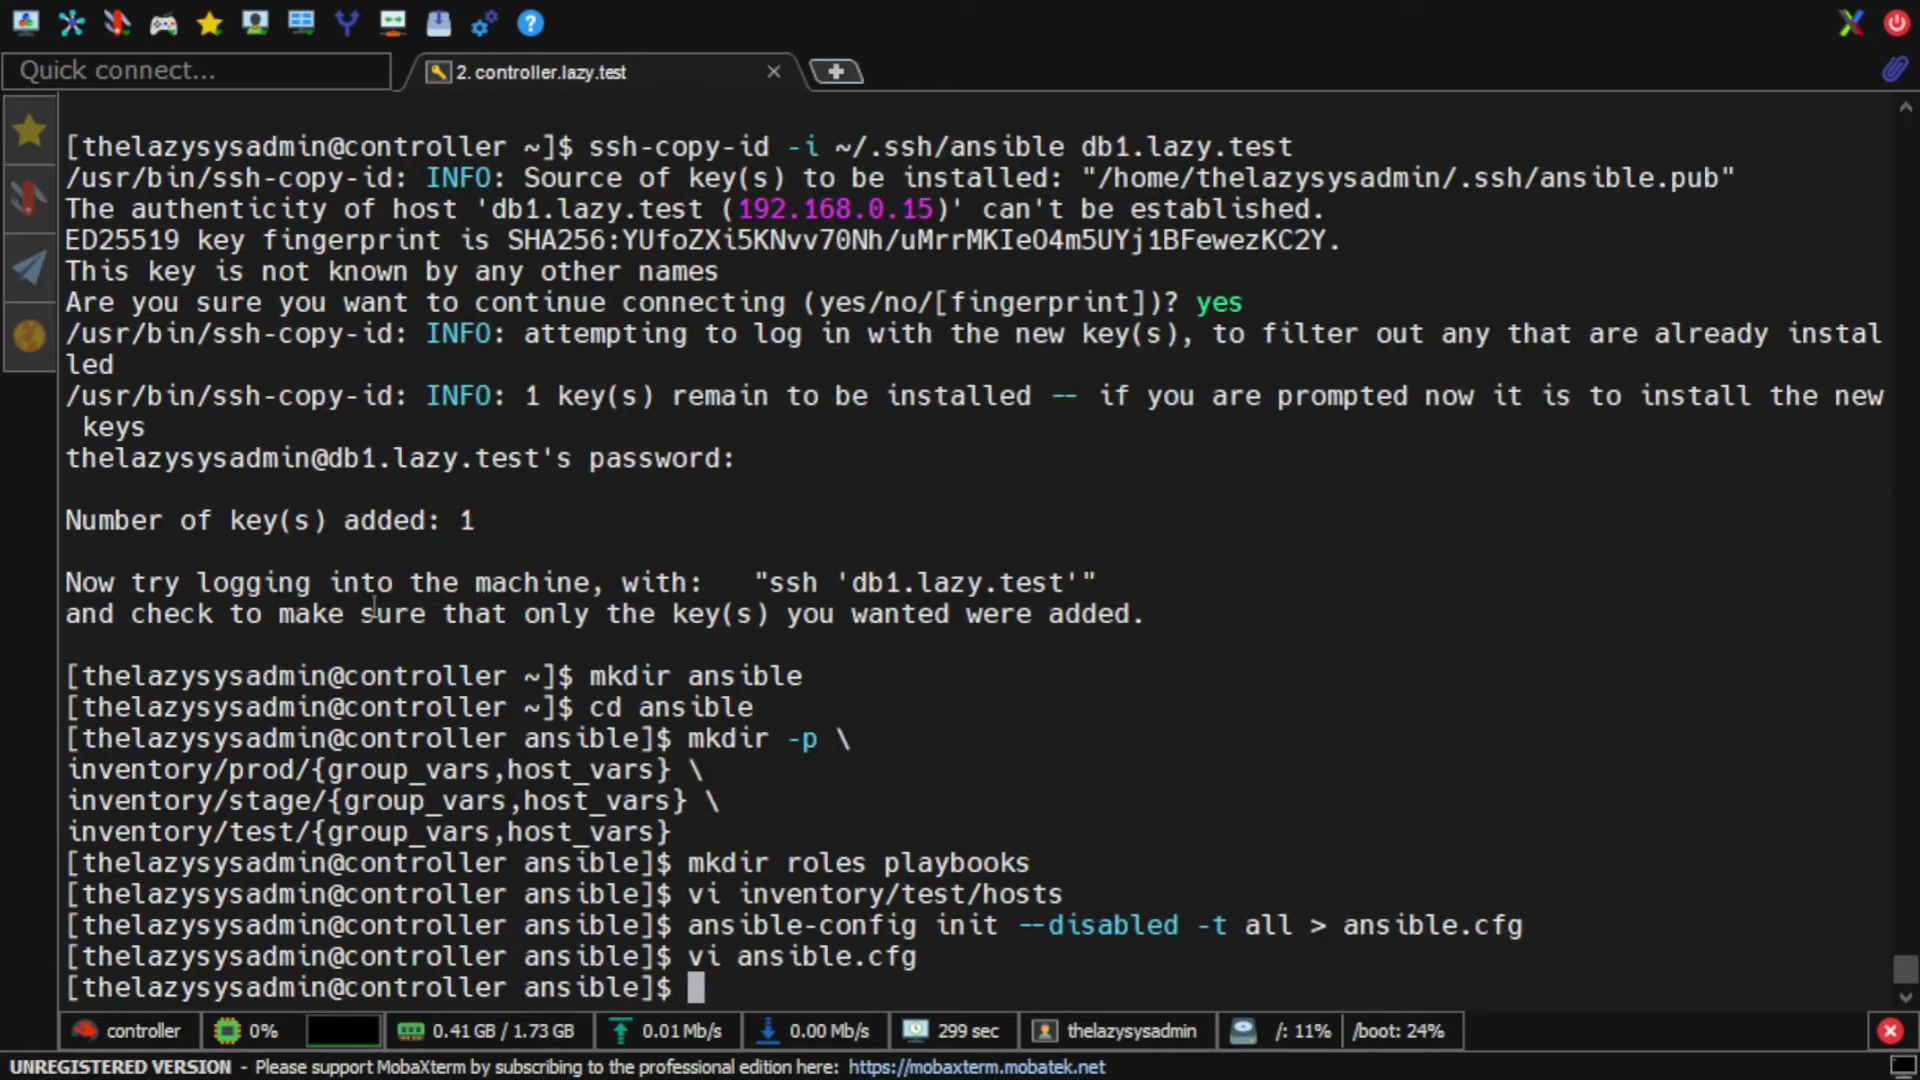 Quick connect...
2. controller.lazy.test
[thelazysysadmin@controller ~]$ ssh-copy-id -i ~/.ssh/ansible db1.lazy.test
/usr/bin/ssh-copy-id: INFO: Source of key(s) to be installed: "/home/thelazysysadmin/.ssh/ansible.pub"
The authenticity of host 'db1.lazy.test (192.168.0.15)' can't be established.
ED25519 key fingerprint is SHA256:YUfoZXi5KNvv70Nh/uMrrMKIeO4m5UYj1BFewezKC2Y.
This key is not known by any other names
Are you sure you want to continue connecting (yes/no/[fingerprint])? yes
/usr/bin/ssh-copy-id: INFO: attempting to log in with the new key(s), to filter out any that are already instal
led
/usr/bin/ssh-copy-id: INFO: 1 key(s) remain to be installed -- if you are prompted now it is to install the new
 keys
thelazysysadmin@db1.lazy.test's password:
Number of key(s) added: 1
Now try logging into the machine, with:   "ssh 'db1.lazy.test'"
and check to make sure that only the key(s) you wanted were added.
[thelazysysadmin@controller ~]$ mkdir ansible
[thelazysysadmin@controller ~]$ cd ansible
[thelazysysadmin@controller ansible]$ mkdir -p \
inventory/prod/{group_vars,host_vars} \
inventory/stage/{group_vars,host_vars} \
inventory/test/{group_vars,host_vars}
[thelazysysadmin@controller ansible]$ mkdir roles playbooks
[thelazysysadmin@controller ansible]$ vi inventory/test/hosts
[thelazysysadmin@controller ansible]$ ansible-config init --disabled -t all > ansible.cfg
[thelazysysadmin@controller ansible]$ vi ansible.cfg
[thelazysysadmin@controller ansible]$
controller 0% 0.41 GB / 1.73 GB 0.01 Mb/s 0.00 Mb/s 299 sec thelazysysadmin /: 11% /boot: 24%
UNREGISTERED VERSION - Please support MobaXterm by subscribing to the professional edition here: https://mobaxterm.mobatek.net